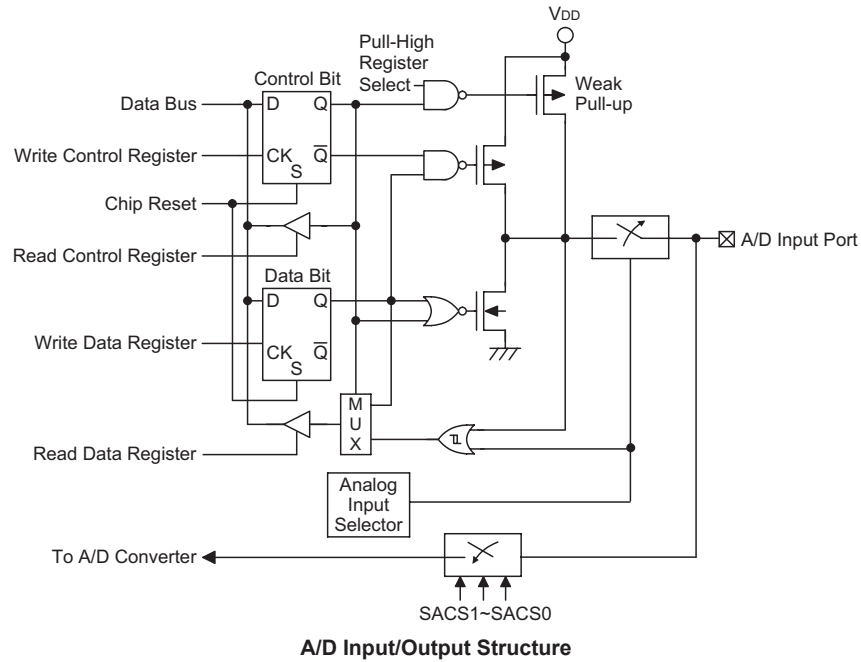 VDD
Pull-High
Register
Select
Weak
Pull-up
Control Bit
Data Bus
D
Q
Write Control Register
CK
Q̅
S
Chip Reset
Read Control Register
Data Bit
D
Q
Write Data Register
CK
Q̅
S
A/D Input Port
M
U
X
Read Data Register
Analog
Input
Selector
To A/D Converter
SACS1~SACS0
A/D Input/Output Structure